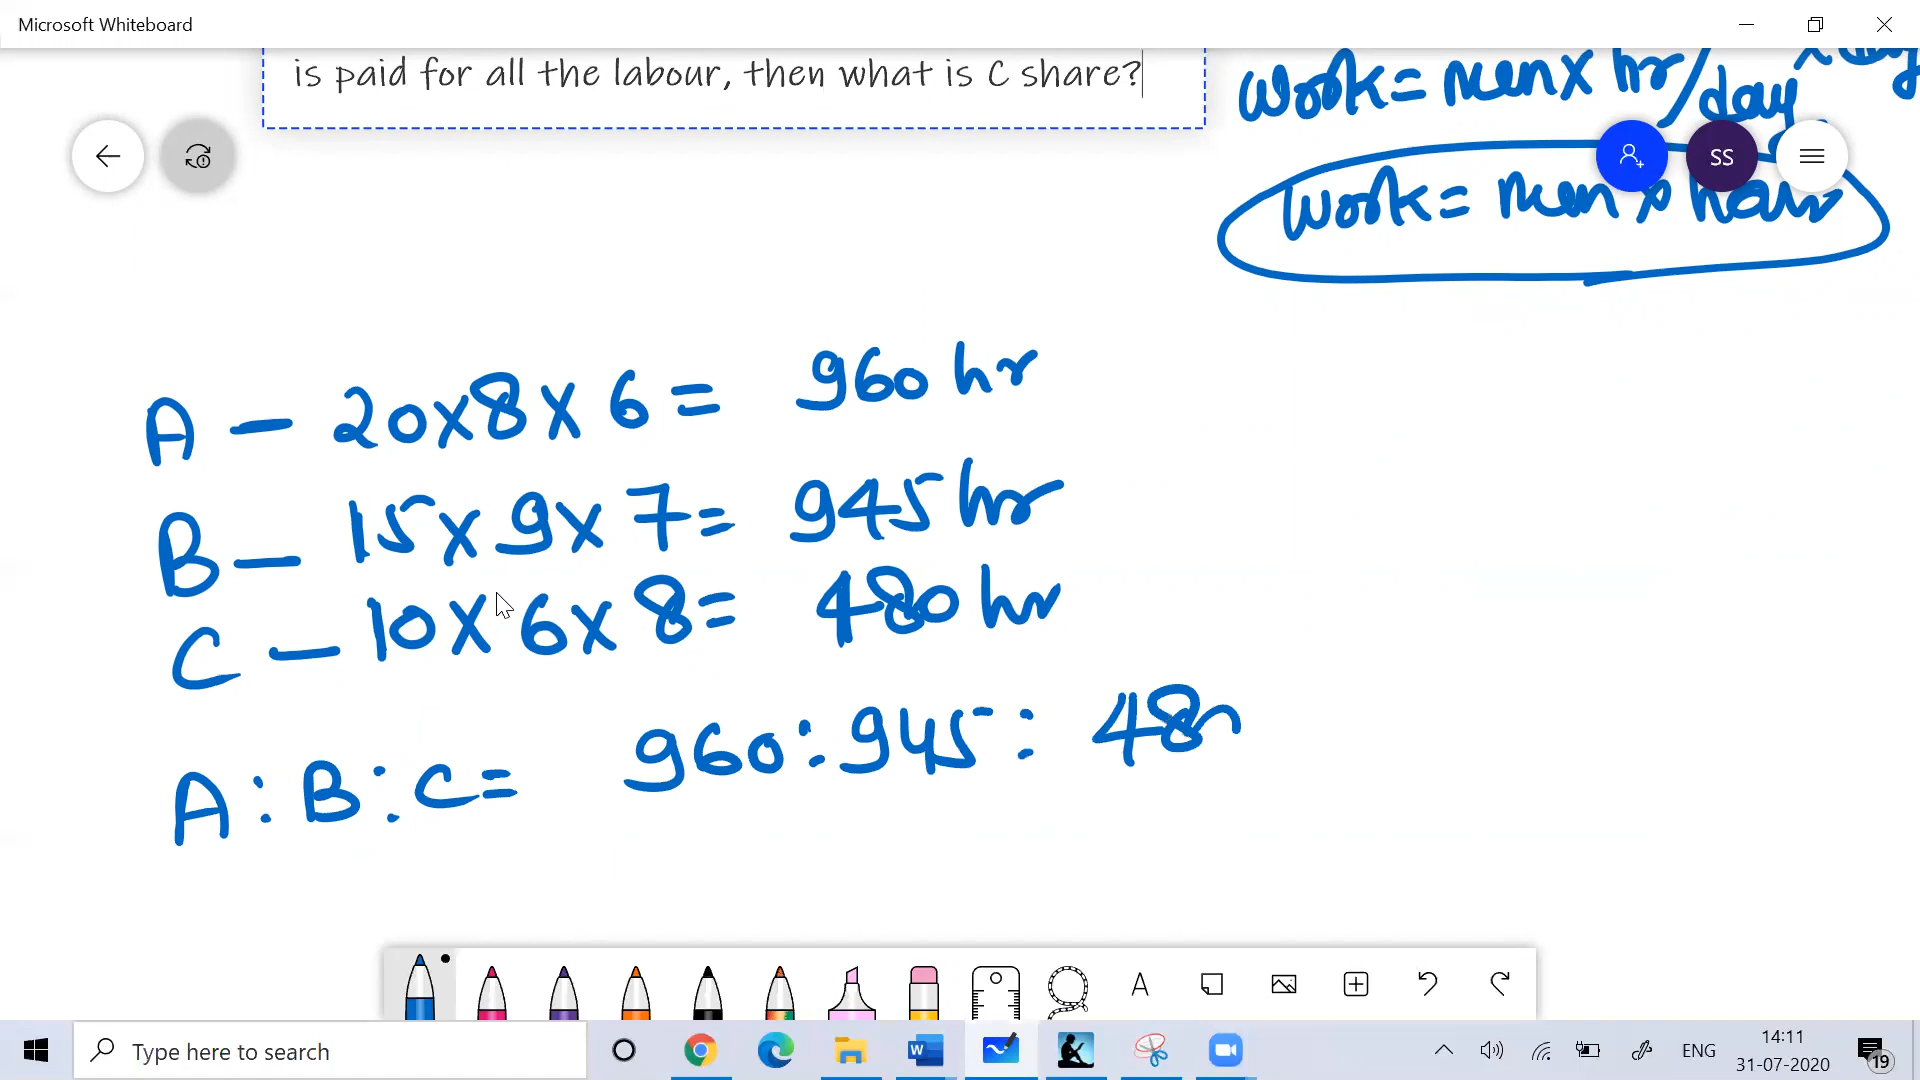 Microsoft Whiteboard
is paid for all the labour, then what is C share?
work = men x hr/day x
SS
work = men x hour
A - 20x8x6 = 960 hr
B - 15x9x7 = 945 hr
C - 10x6x8 = 480 hr
A : B : C = 960 : 945 : 48
A
Type here to search
W
ENG
14:11
31-07-2020
19